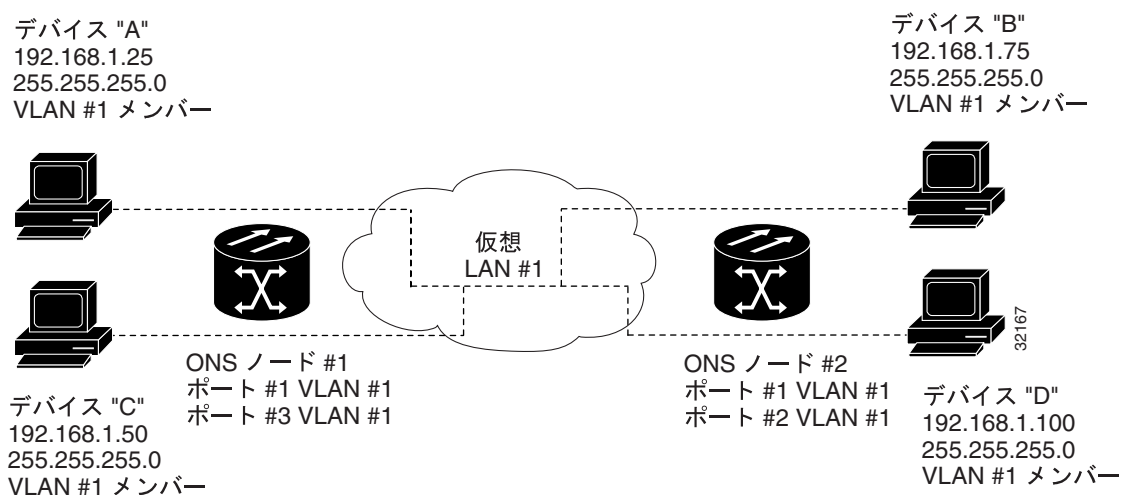 デバイス "A"
192.168.1.25
255.255.255.0
VLAN #1 メンバー
デバイス "B"
192.168.1.75
255.255.255.0
VLAN #1 メンバー
仮想
LAN #1
ONS ノード #1
ポート #1 VLAN #1
ポート #3 VLAN #1
ONS ノード #2
ポート #1 VLAN #1
ポート #2 VLAN #1
32167
デバイス "C"
192.168.1.50
255.255.255.0
VLAN #1 メンバー
デバイス "D"
192.168.1.100
255.255.255.0
VLAN #1 メンバー